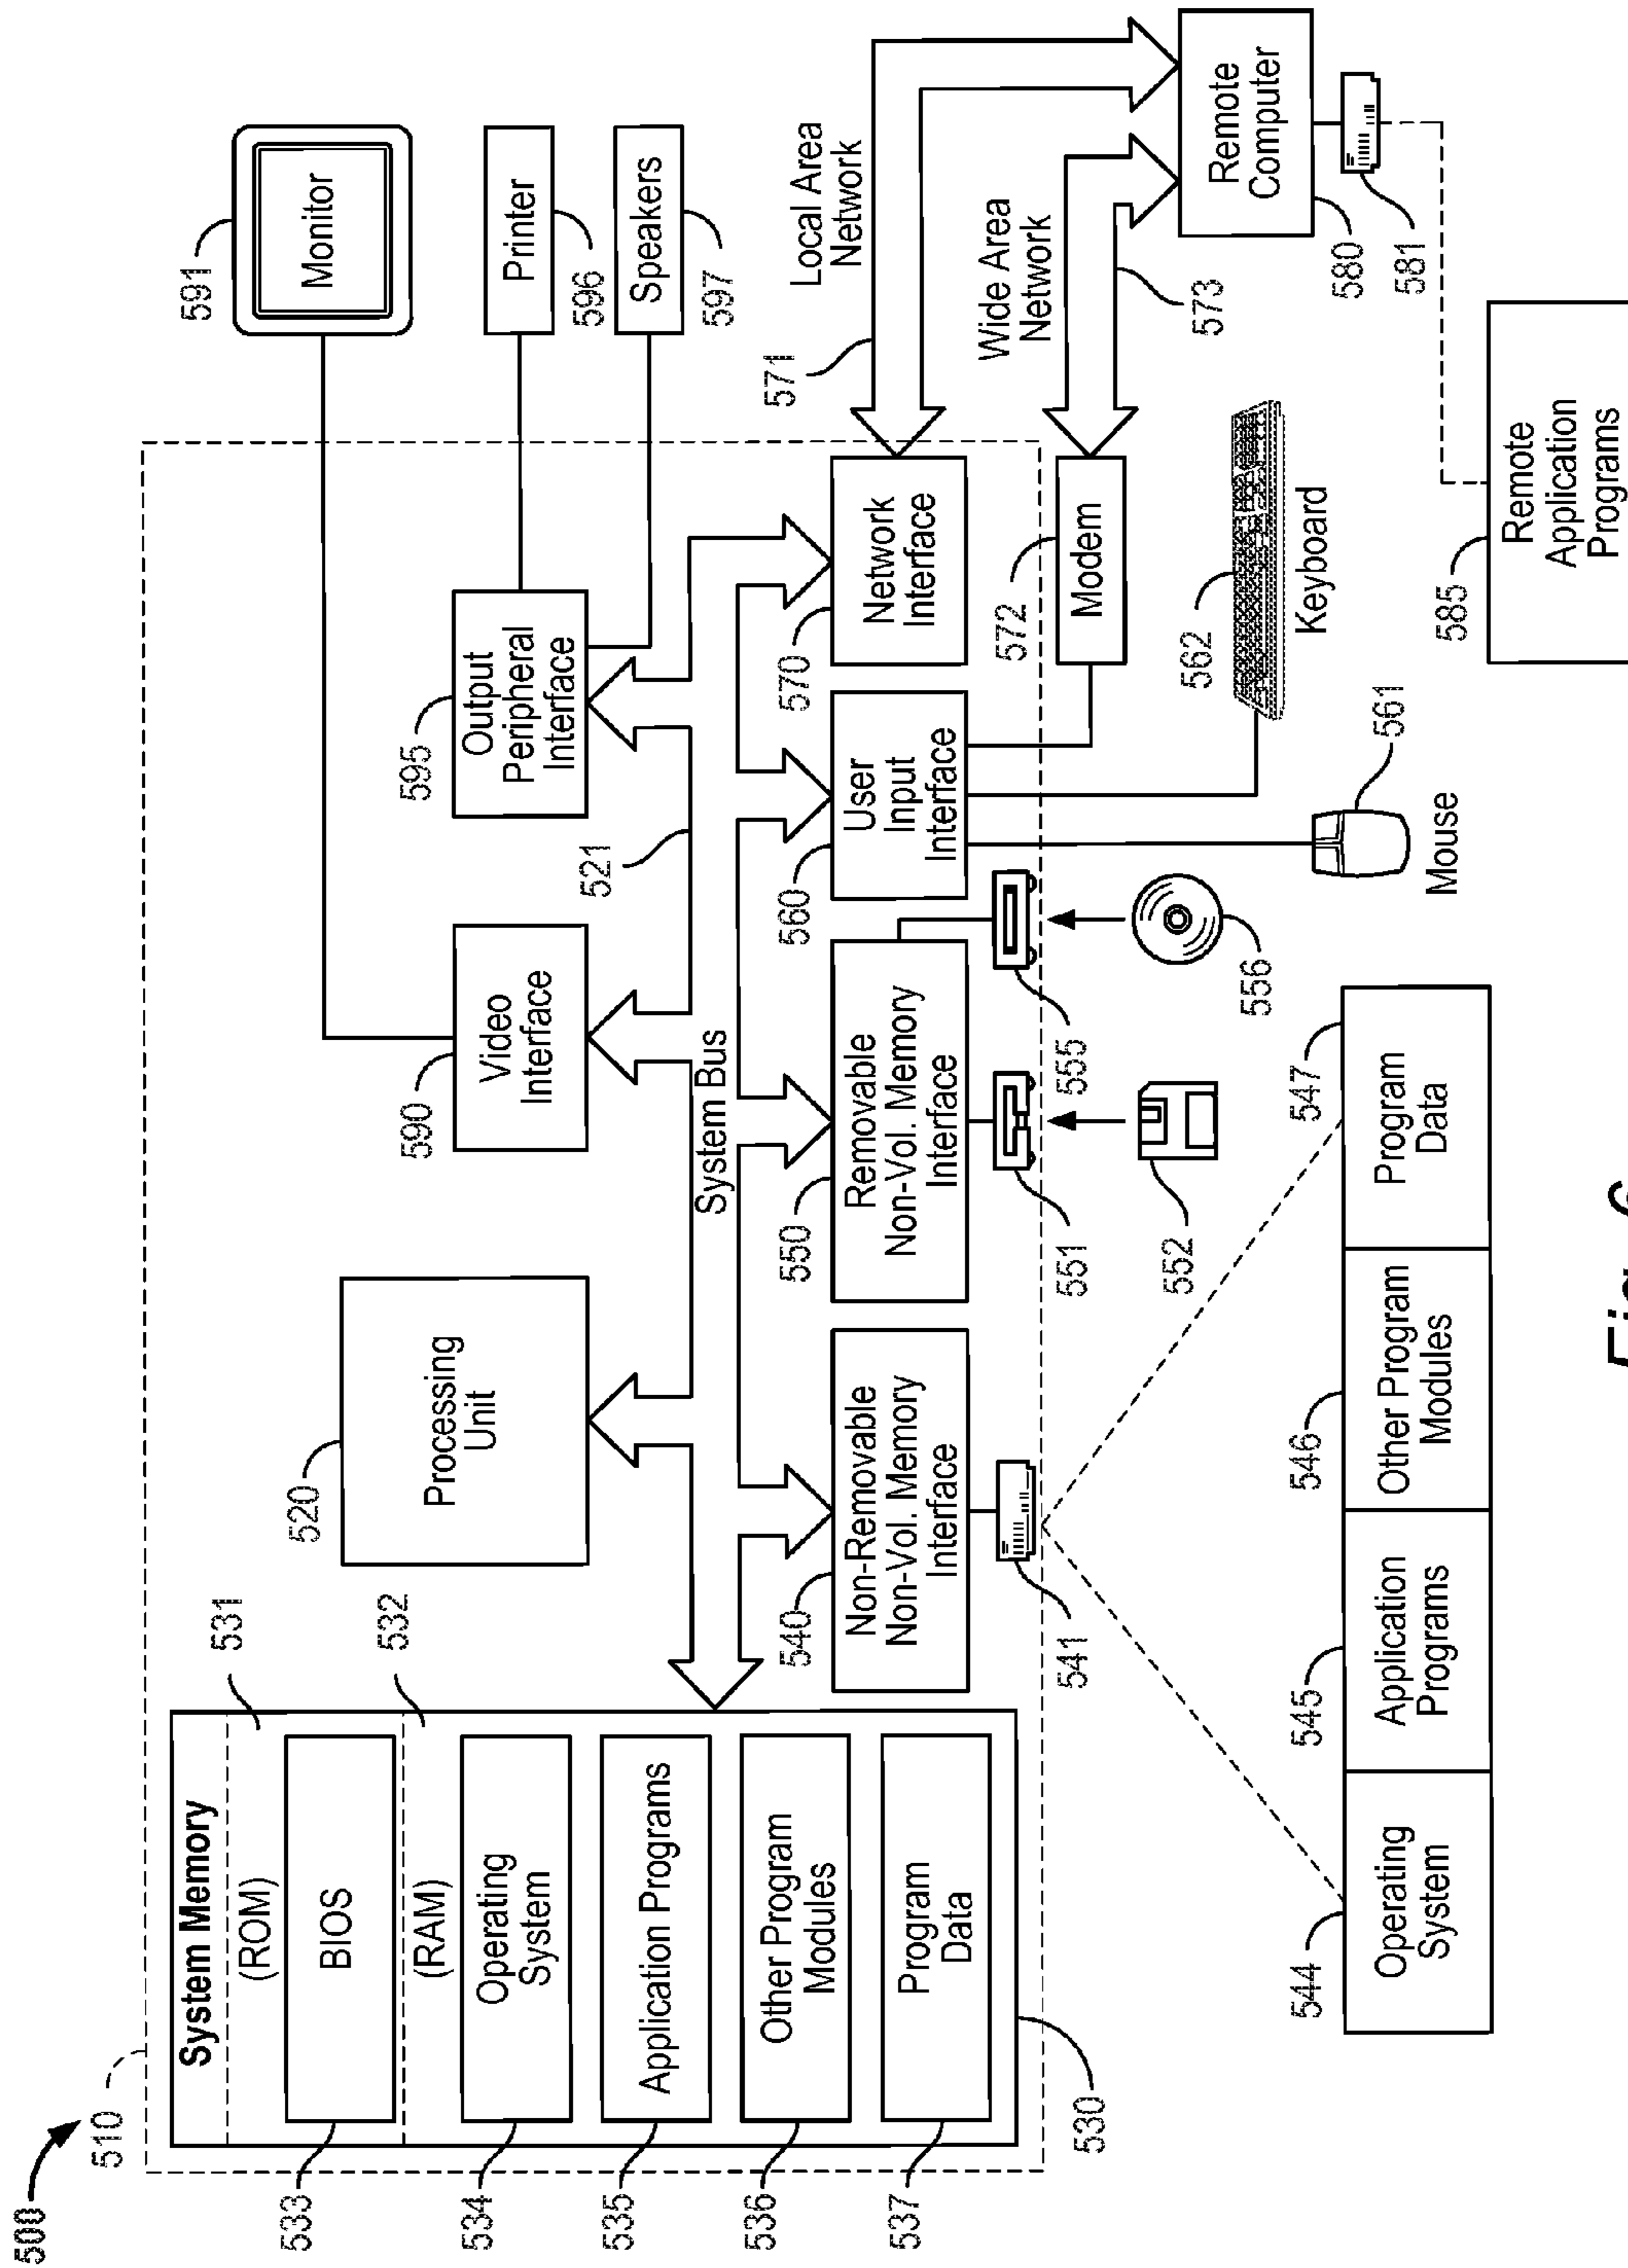 500
510
System Memory
(ROM)
531
BIOS
533
(RAM)
532
Operating
System
534
Application Programs
535
Other Program
Modules
536
Program
Data
537
530
520
Processing
Unit
590
Video
Interface
595
Output
Peripheral
Interface
591
Monitor
Printer
596
Speakers
597
System Bus
521
540
Non-Removable
Non-Vol. Memory
Interface
541
550
Removable
Non-Vol. Memory
Interface
551
555
552
556
560
User
Input
Interface
570
Network
Interface
571
Local Area
Network
572
Modem
Wide Area
Network
573
Remote
Computer
580
581
562
Keyboard
561
Mouse
544
Operating
System
545
Application
Programs
546
Other Program
Modules
547
Program
Data
585
Remote
Application
Programs